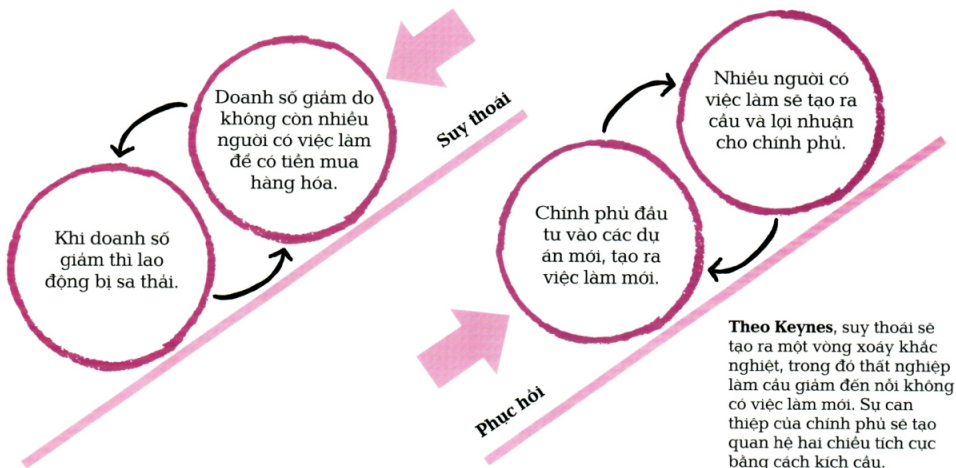 Doanh số giảm do
không còn nhiều
người có việc làm
để có tiền mua
hàng hóa.
Khi doanh số
giảm thì lao
động bị sa thải.
Suy thoái
Nhiều người có
việc làm sẽ tạo ra
cầu và lợi nhuận
cho chính phủ.
Chính phủ đầu
tư vào các dự
án mới, tạo ra
việc làm mới.
Phục hồi
Theo Keynes, suy thoái sẽ
tạo ra một vòng xoáy khắc
nghiệt, trong đó thất nghiệp
làm cầu giảm đến nỗi không
có việc làm mới. Sự can
thiệp của chính phủ sẽ tạo
quan hệ hai chiều tích cực
bằng cách kích cầu.